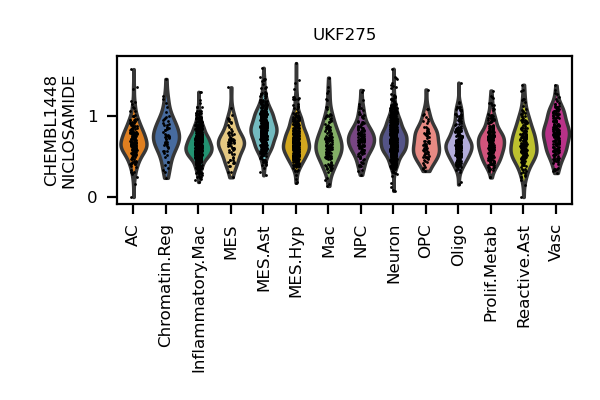 UKF275
CHEMBL1448
NICLOSAMIDE
1
0
AC
Chromatin.Reg
Inflammatory.Mac
MES
MES.Ast
MES.Hyp
Mac
NPC
Neuron
OPC
Oligo
Prolif.Metab
Reactive.Ast
Vasc